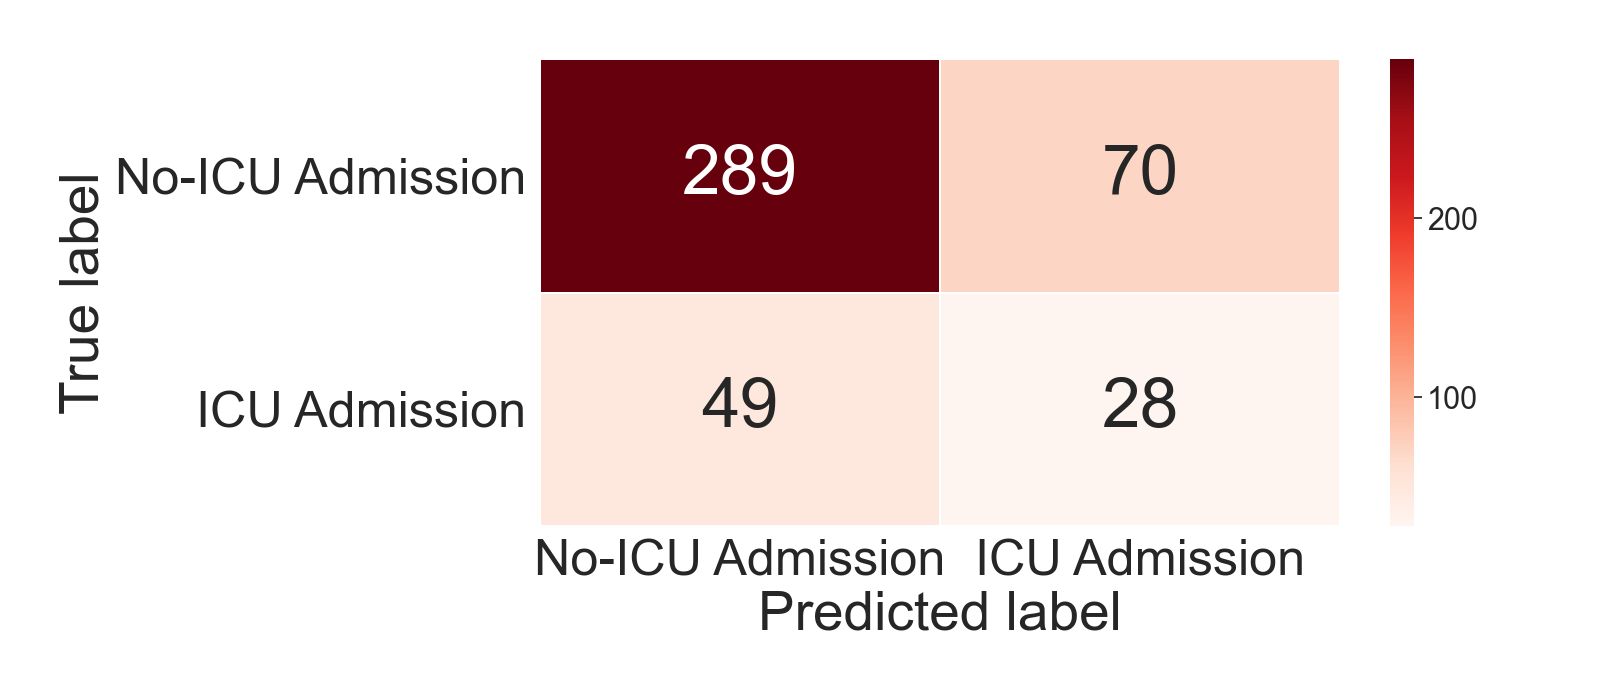 True label
No-ICU Admission
289
70
200
ICU Admission
49
28
100
No-ICU Admission
ICU Admission
Predicted label